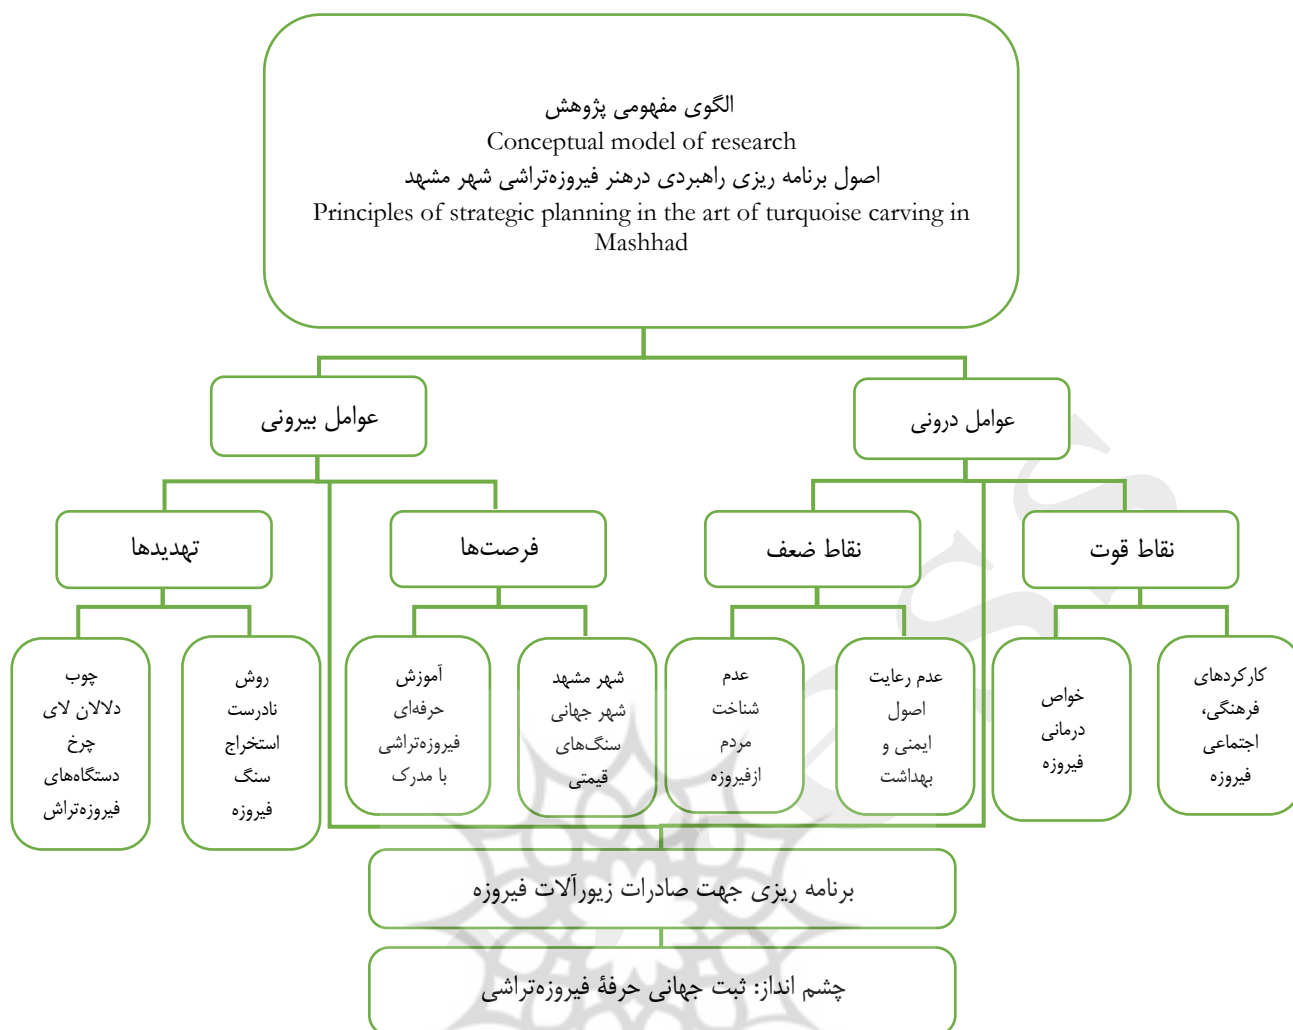 الگوی مفهومی پژوهش
Conceptual model of research
اصول برنامه ریزی راهبردی درهنر فیروزه‌تراشی شهر مشهد
Principles of strategic planning in the art of turquoise carving in
Mashhad
عوامل درونی
عوامل بیرونی
نقاط قوت
نقاط ضعف
فرصت‌ها
تهدیدها
کارکردهای
فرهنگی،
اجتماعی
فیروزه
خواص
درمانی
فیروزه
عدم رعایت
اصول
ایمنی و
بهداشت
عدم
شناخت
مردم
ازفیروزه
شهر مشهد
شهر جهانی
سنگ‌های
قیمتی
آموزش
حرفه‌ای
فیروزه‌تراشی
با مدرک
روش
نادرست
استخراج
سنگ
فیروزه
چوب
دلالان لای
چرخ
دستگاه‌های
فیروزه‌تراش
برنامه ریزی جهت صادرات زیورآلات فیروزه
چشم انداز: ثبت جهانی حرفۀ فیروزه‌تراشی